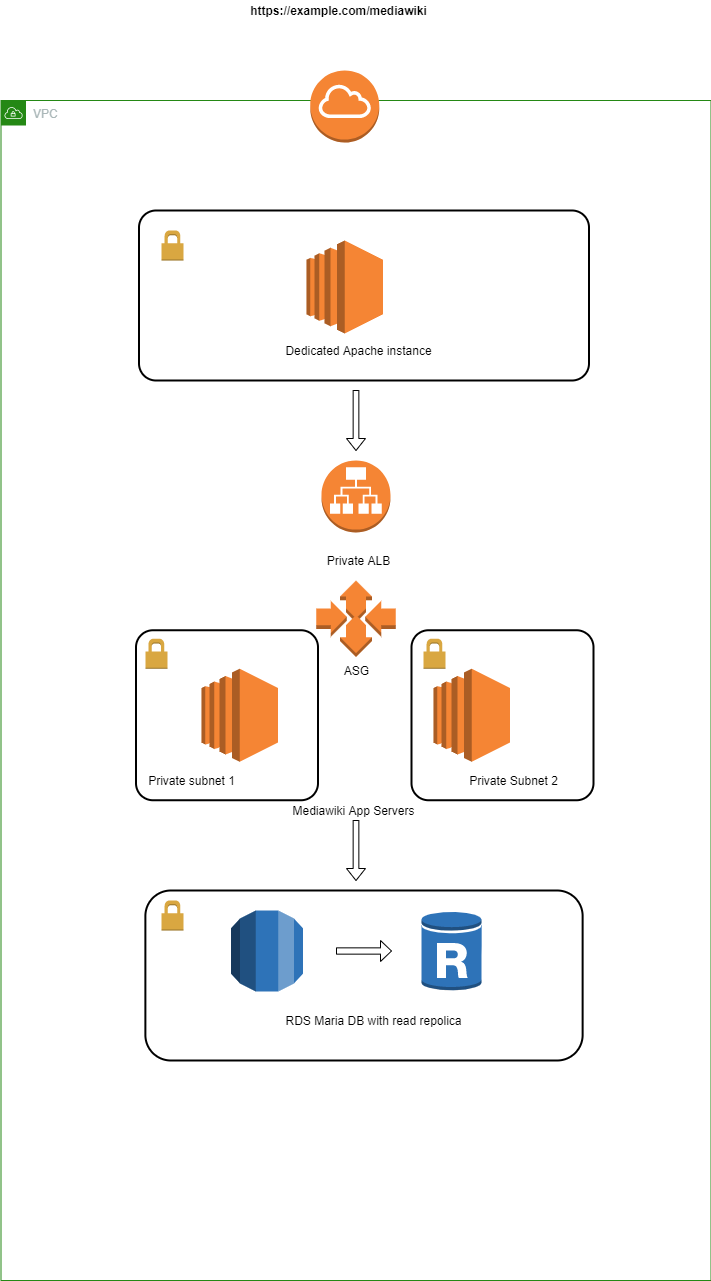 https://example.com/mediawiki
VPC
Dedicated Apache instance
Private ALB
ASG
Private subnet 1
Private Subnet 2
Mediawiki App Servers
R
RDS Maria DB with read repolica